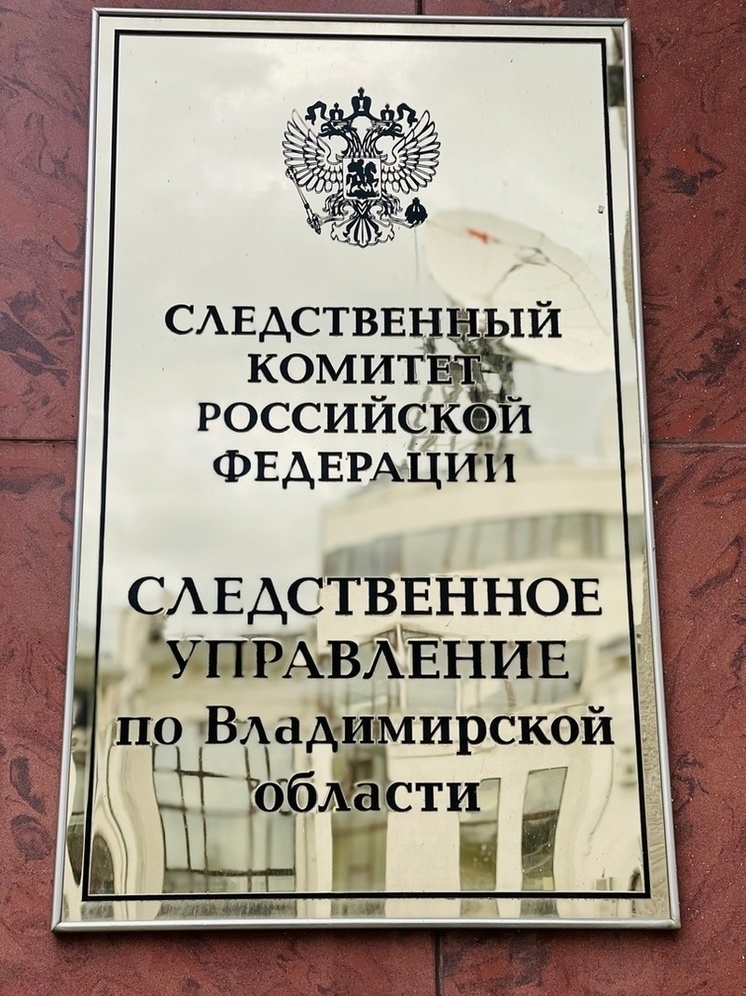 СЛЕДСТВЕННЫЙ
КОМИТЕТ
РОССИЙСКОЙ
ФЕДЕРАЦИИ
СЛЕДСТВЕННОЕ
УПРАВЛЕНИЕ
по Владимирской
области